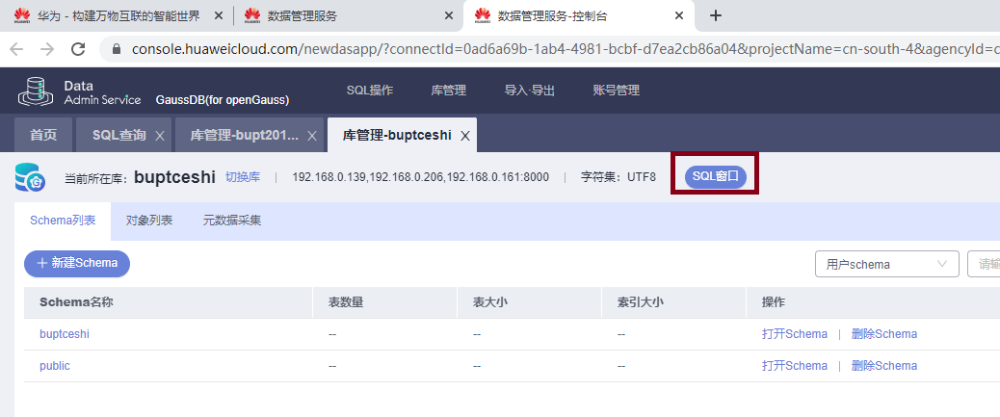 华为 - 构建万物互联的智能世界 数据管理服务 数据管理服务-控制台
console.huaweicloud.com/newdasapp/?connectId=0ad6a69b-1ab4-4981-bcbf-d7ea2cb86a04&projectName=cn-south-4&agencyId=c
Data
Admin Service GaussDB(for openGauss) SQL操作 库管理 导入·导出 账号管理
首页 SQL查询 库管理-bupt201... 库管理-buptceshi
当前所在库: buptceshi 切换库 | 192.168.0.139,192.168.0.206,192.168.0.161:8000 | 字符集: UTF8 SQL窗口
Schema列表 对象列表 元数据采集
+ 新建Schema 用户schema 请输
Schema名称 表数量 表大小 索引大小 操作
buptceshi -- -- -- 打开Schema | 删除Schema
public -- -- -- 打开Schema | 删除Schema